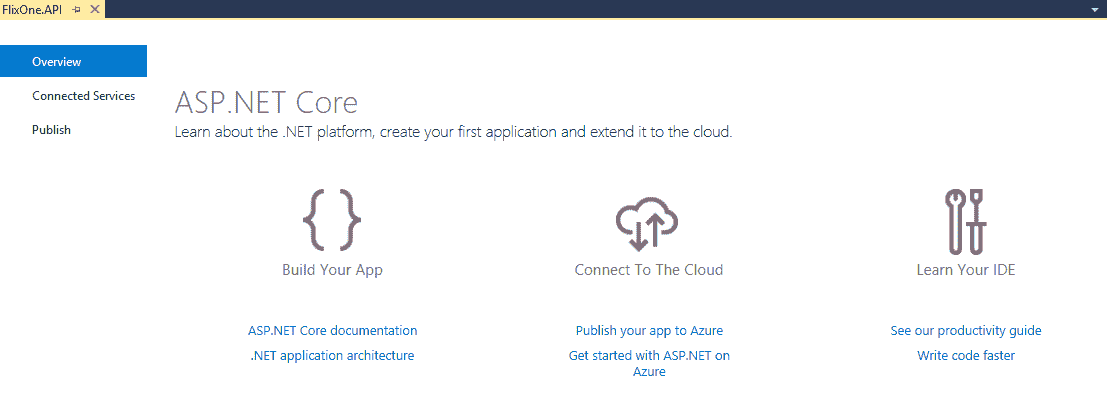 FlixOne.API
Overview
Connected Services
Publish
ASP.NET Core
Learn about the .NET platform, create your first application and extend it to the cloud.
Build Your App
ASP.NET Core documentation
.NET application architecture
Connect To The Cloud
Publish your app to Azure
Get started with ASP.NET on
Azure
Learn Your IDE
See our productivity guide
Write code faster